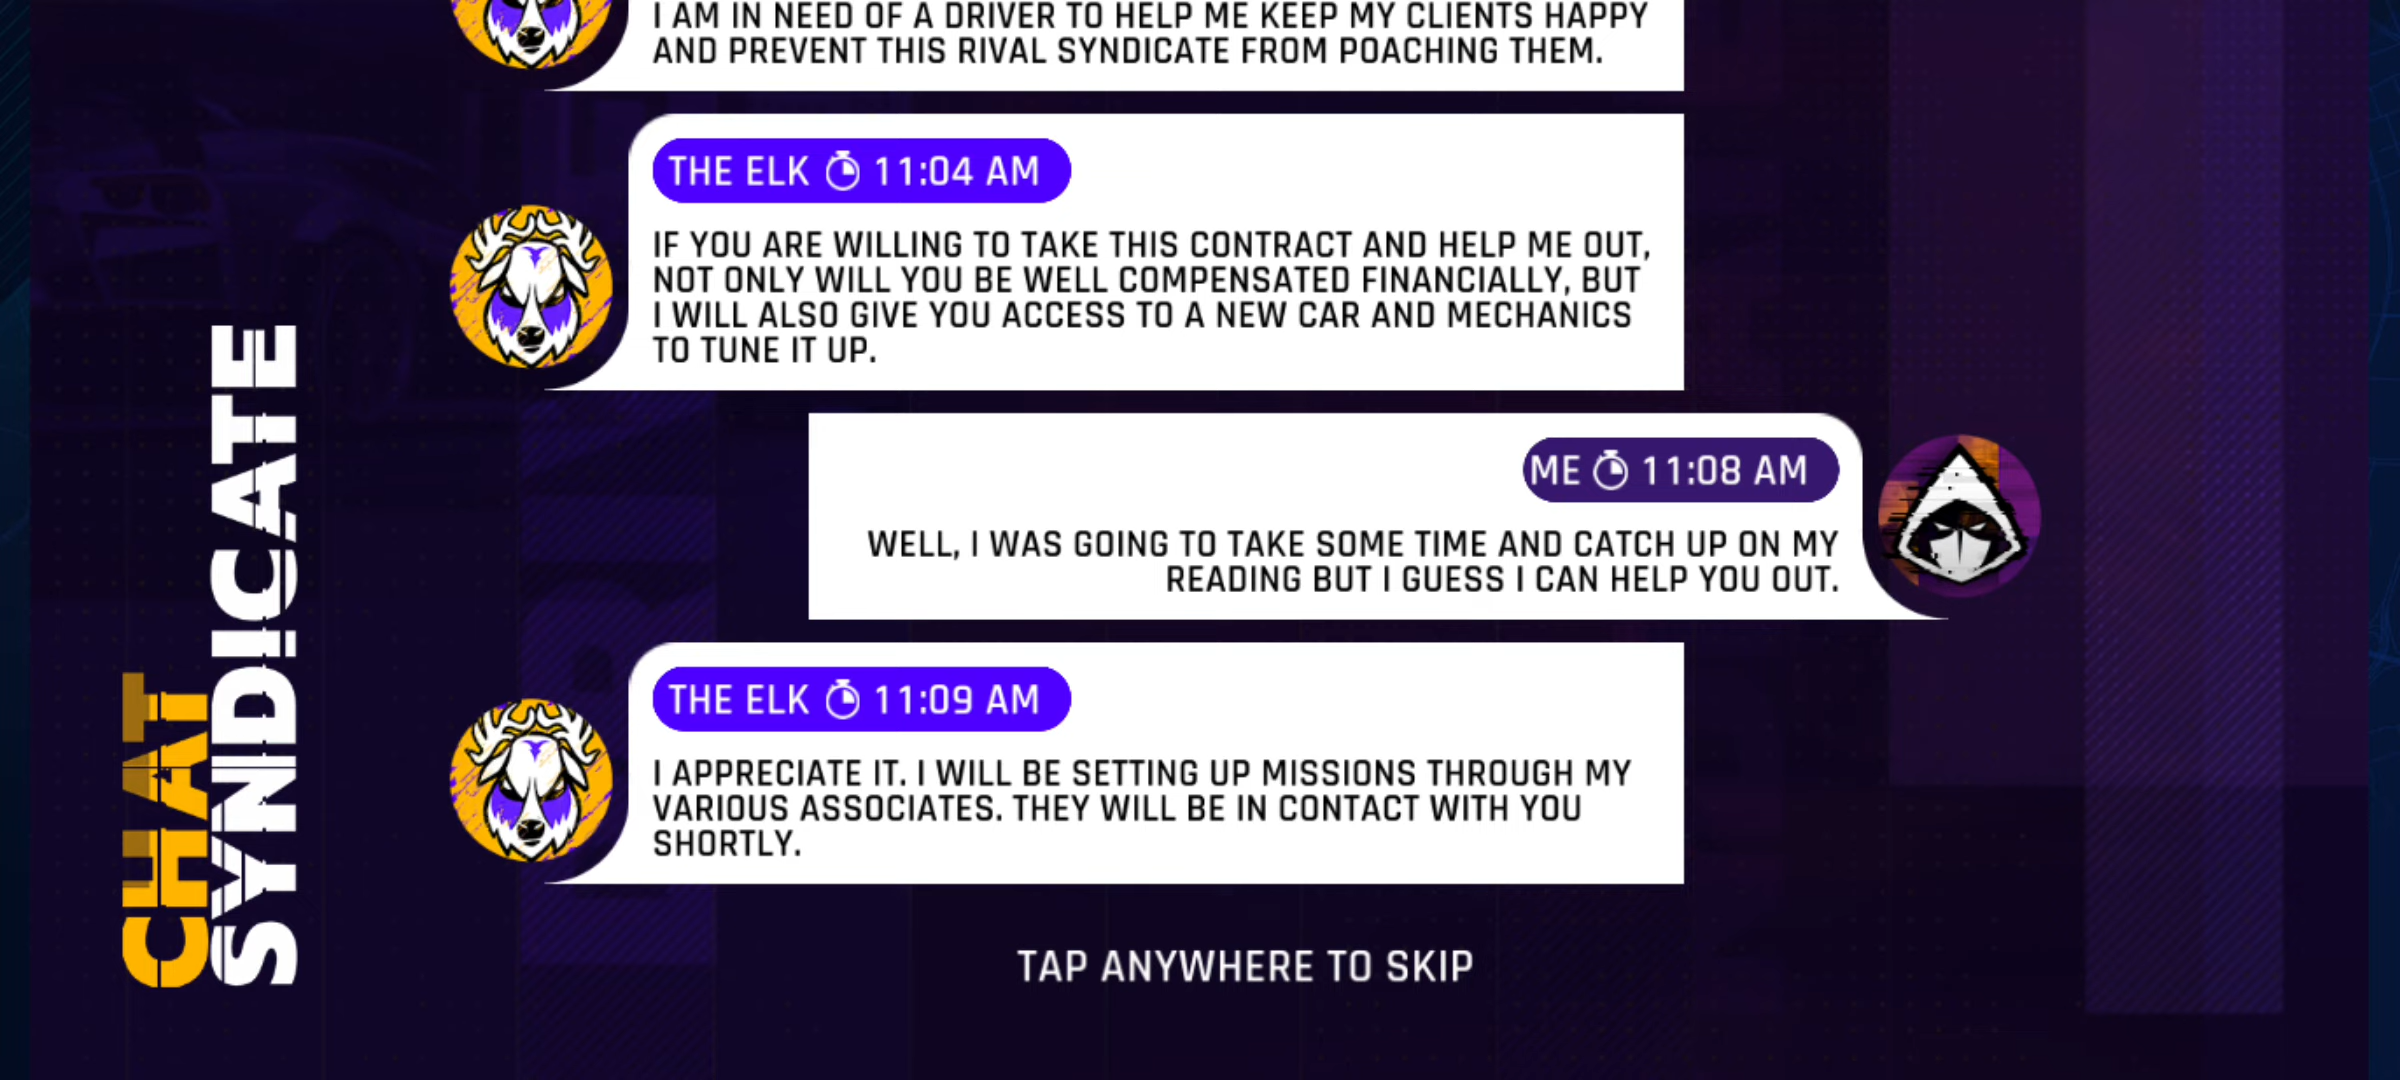 I AM IN NEED OF A DRIVER TO HELP ME KEEP MY CLIENTS HAPPY
AND PREVENT THIS RIVAL SYNDICATE FROM POACHING THEM.
THE ELK 11:04 AM
IF YOU ARE WILLING TO TAKE THIS CONTRACT AND HELP ME OUT,
NOT ONLY WILL YOU BE WELL COMPENSATED FINANCIALLY, BUT
I WILL ALSO GIVE YOU ACCESS TO A NEW CAR AND MECHANICS
TO TUNE IT UP.
ME 11:08 AM
WELL, I WAS GOING TO TAKE SOME TIME AND CATCH UP ON MY
READING BUT I GUESS I CAN HELP YOU OUT.
THE ELK 11:09 AM
I APPRECIATE IT. I WILL BE SETTING UP MISSIONS THROUGH MY
VARIOUS ASSOCIATES. THEY WILL BE IN CONTACT WITH YOU
SHORTLY.
CHAT
SYNDICATE
TAP ANYWHERE TO SKIP